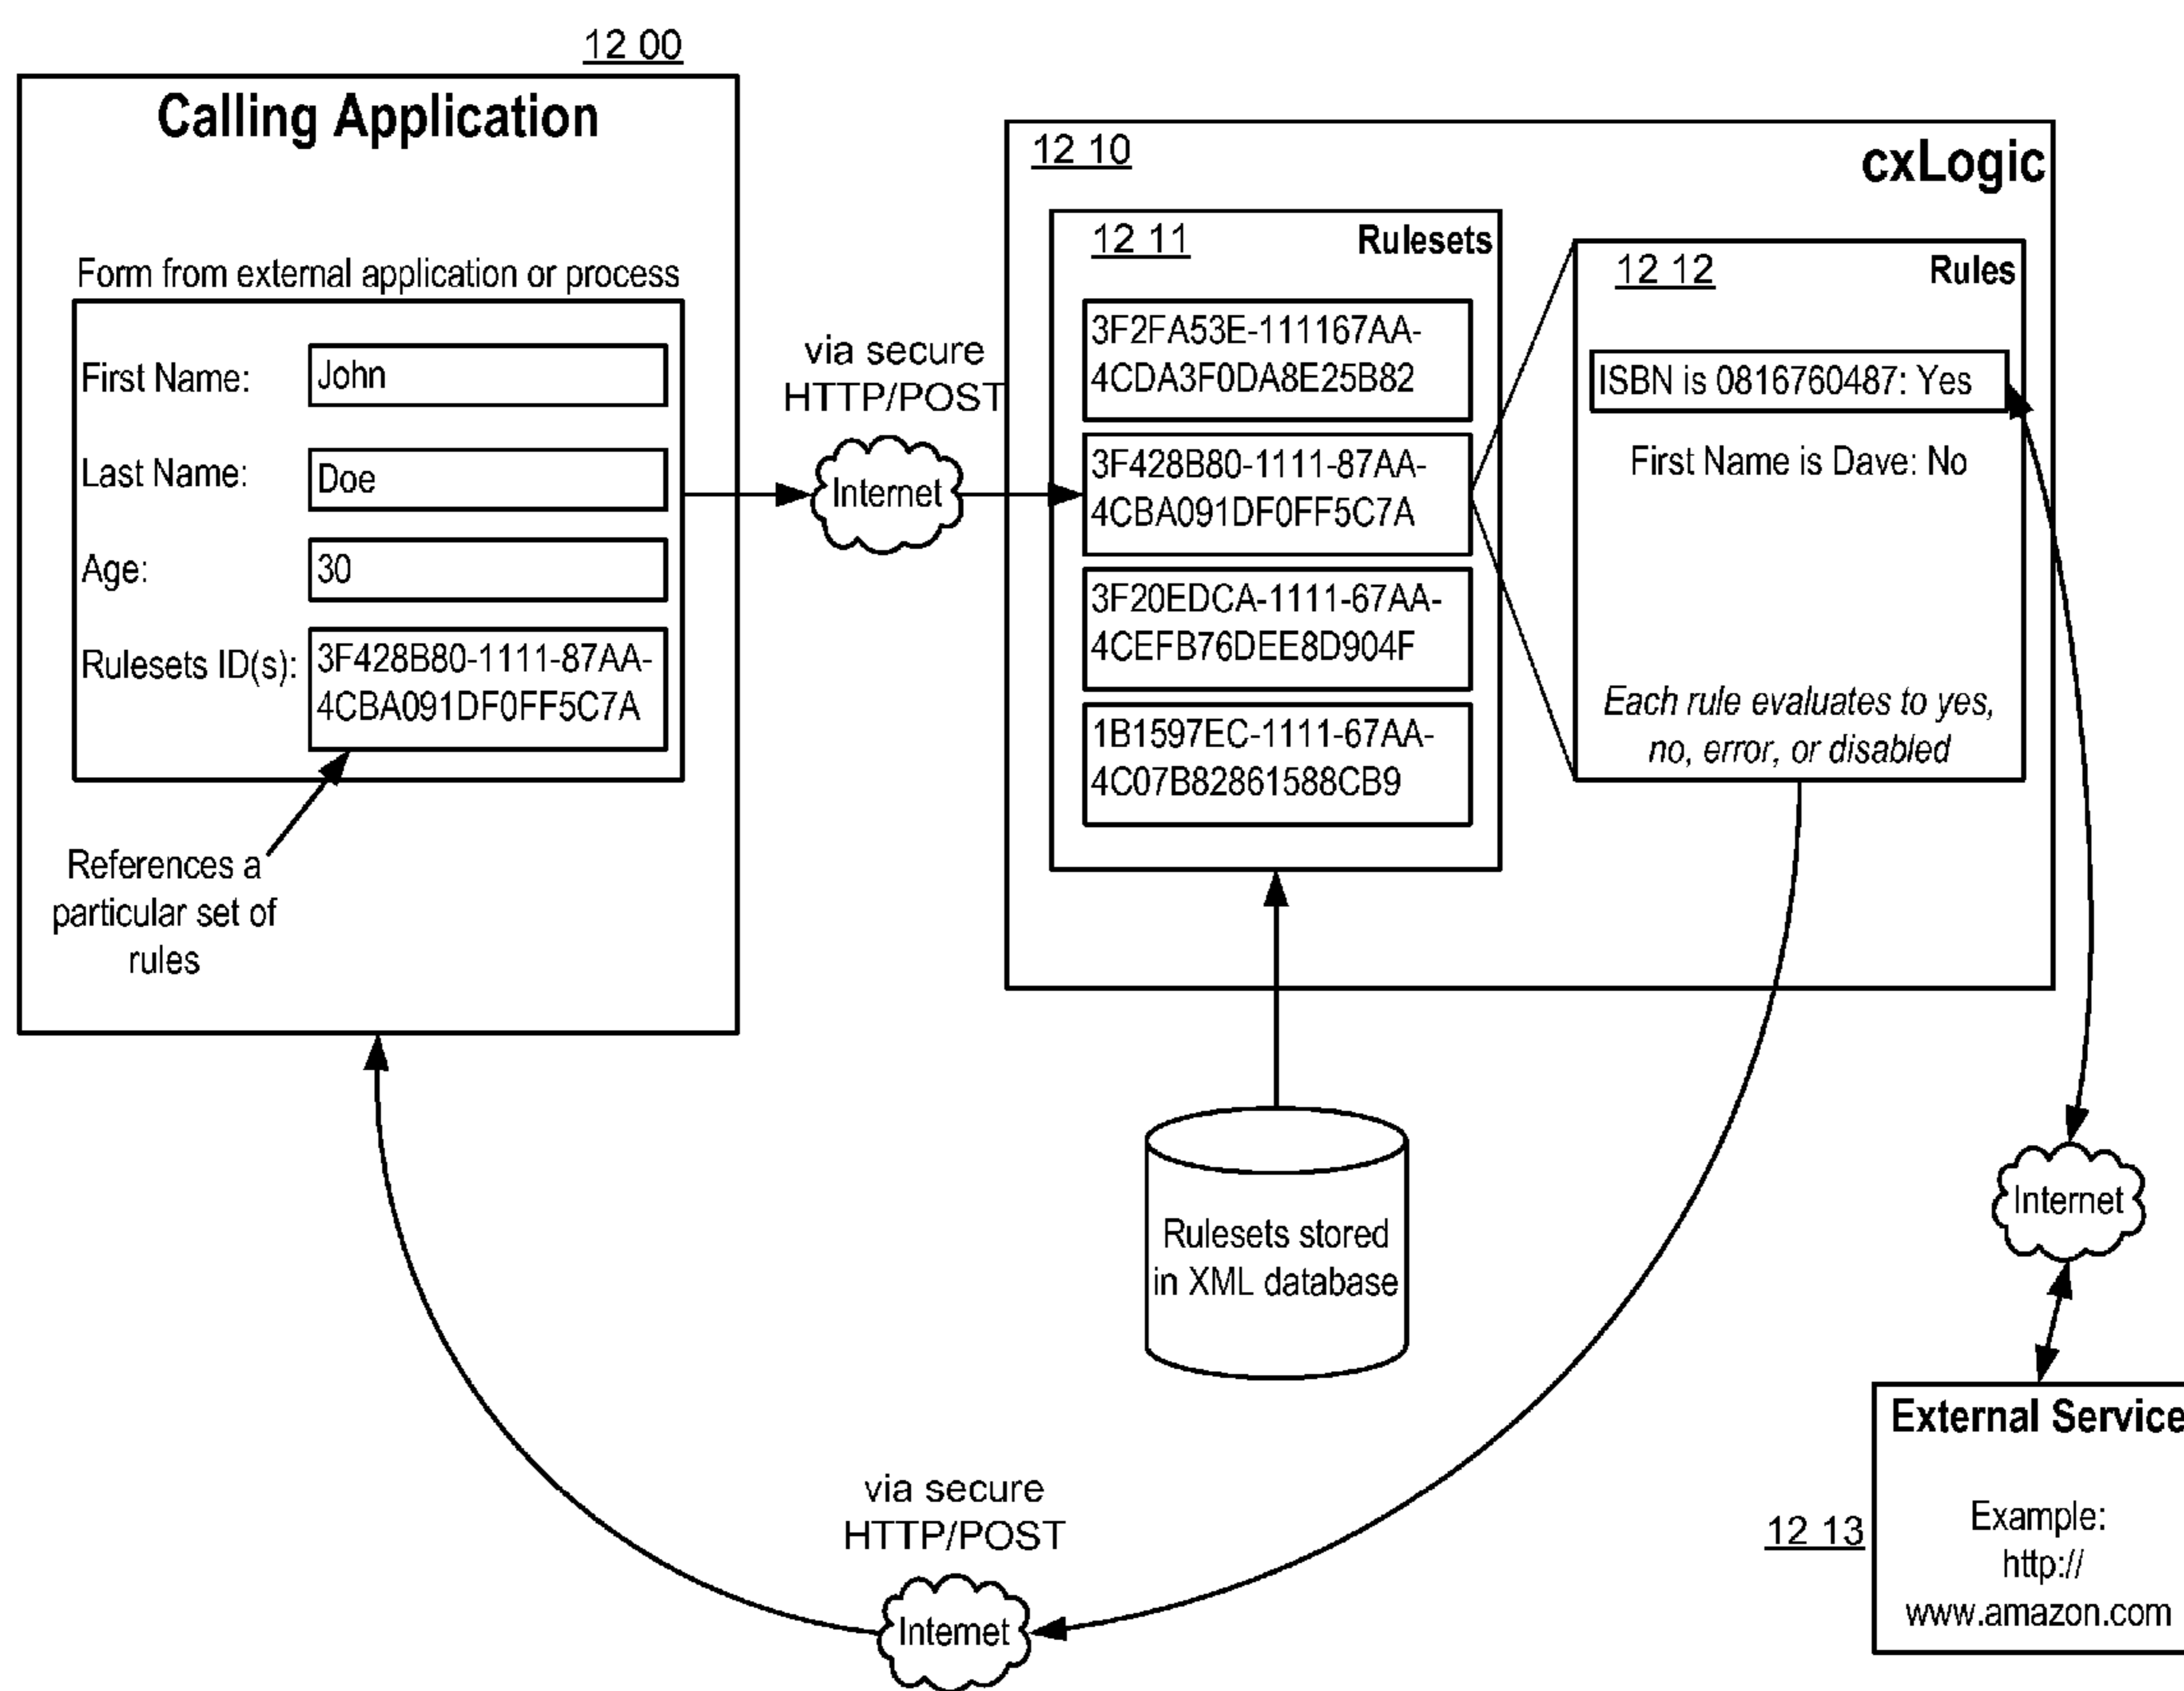 12 00
Calling Application
Form from external application or process
First Name:
John
Last Name:
Doe
Age:
30
Rulesets ID(s):
3F428B80-1111-87AA-
4CBA091DF0FF5C7A
References a
particular set of
rules
via secure
HTTP/POST
Internet
12 10
cxLogic
12 11
Rulesets
3F2FA53E-111167AA-
4CDA3F0DA8E25B82
3F428B80-1111-87AA-
4CBA091DF0FF5C7A
3F20EDCA-1111-67AA-
4CEFB76DEE8D904F
1B1597EC-1111-67AA-
4C07B82861588CB9
12 12
Rules
ISBN is 0816760487: Yes
First Name is Dave: No
Each rule evaluates to yes,
no, error, or disabled
Rulesets stored
in XML database
Internet
External Service
12 13
Example:
http://
www.amazon.com
via secure
HTTP/POST
Internet